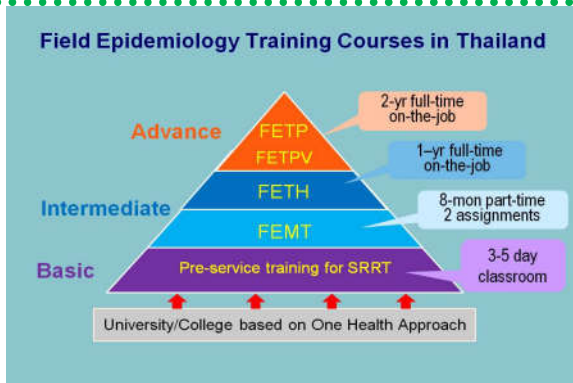 Field Epidemiology Training Courses in Thailand
2-yr full-time
on-the-job
Advance
FETP
FETPV
1–yr full-time
on-the-job
FETH
Intermediate
8-mon part-time
2 assignments
FEMT
Basic
Pre-service training for SRRT
3-5 day
classroom
University/College based on One Health Approach